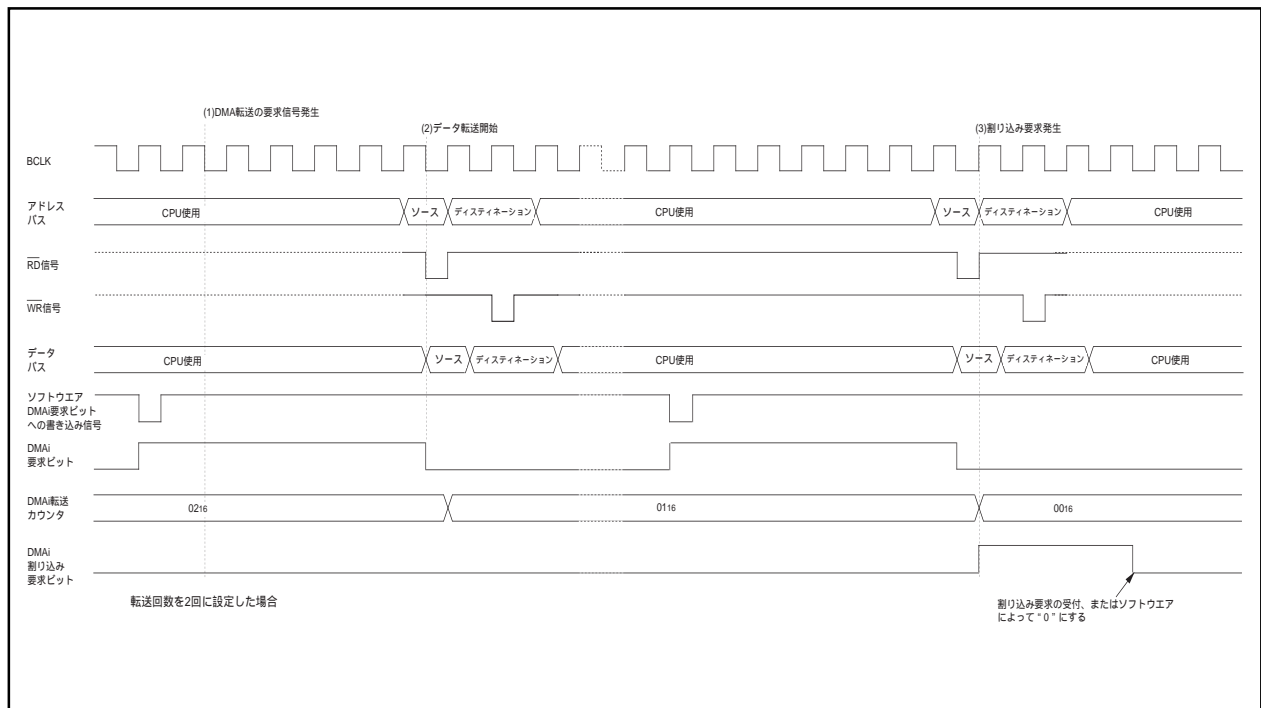 (1)DMA転送の要求信号発生
(2)データ転送開始
(3)割り込み要求発生
BCLK
アドレス
バス
CPU使用
ソース
ディスティネーション
CPU使用
ソース
ディスティネーション
CPU使用
RD信号
WR信号
データ
バス
CPU使用
ソース
ディスティネーション
CPU使用
ソース
ディスティネーション
CPU使用
ソフトウエア
DMAi要求ビット
への書き込み信号
DMAi
要求ビット
DMAi転送
カウンタ
0216
0116
0016
DMAi
割り込み
要求ビット
転送回数を2回に設定した場合
割り込み要求の受付、またはソフトウエア
によって“0”にする